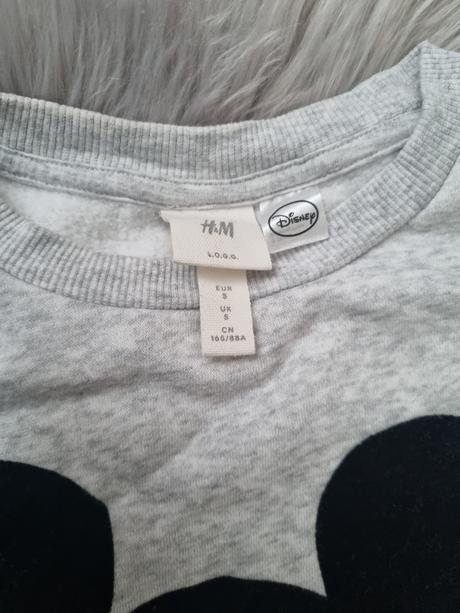 H&M
L.O.G.G.
DISNEY
EUR
S
UK
S
CN
165/88A